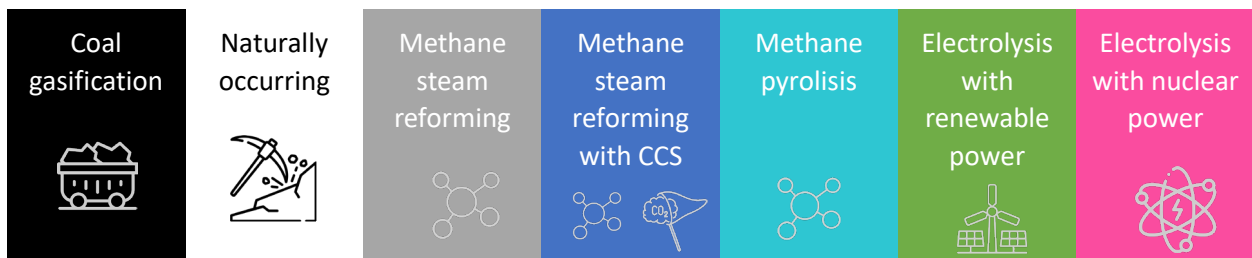 Coal
gasification
Naturally
occurring
Methane
steam
reforming
Methane
steam
reforming
with CCS
CO2
Methane
pyrolisis
Electrolysis
with
renewable
power
Electrolysis
with nuclear
power